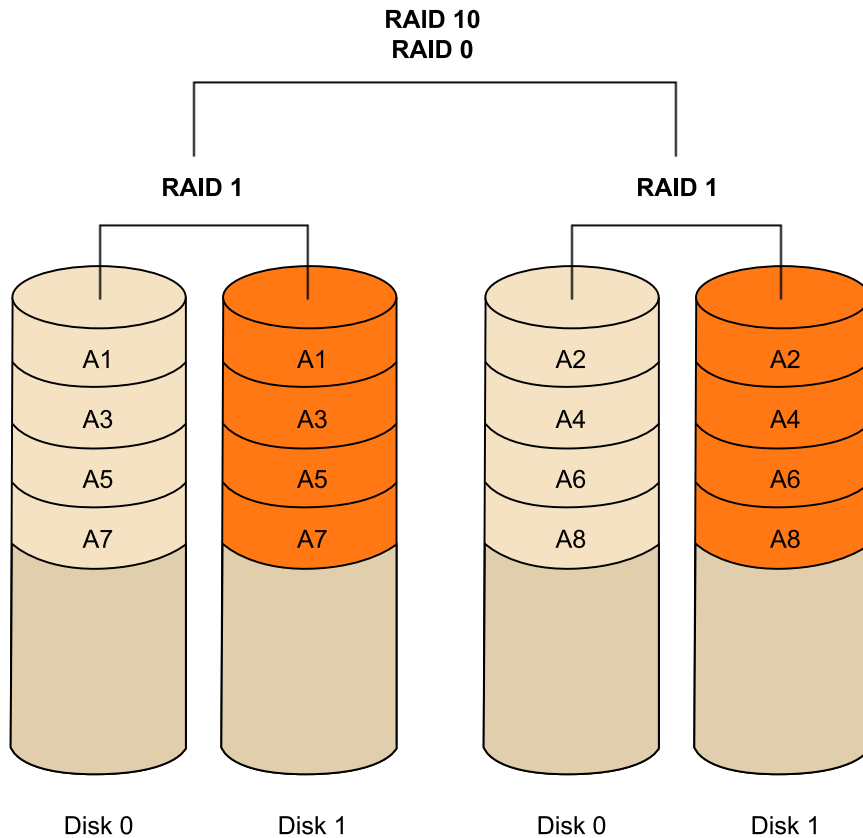 RAID 10
RAID 0
RAID 1
RAID 1
A1
A1
A2
A2
A3
A3
A4
A4
A5
A5
A6
A6
A7
A7
A8
A8
Disk 0
Disk 1
Disk 0
Disk 1